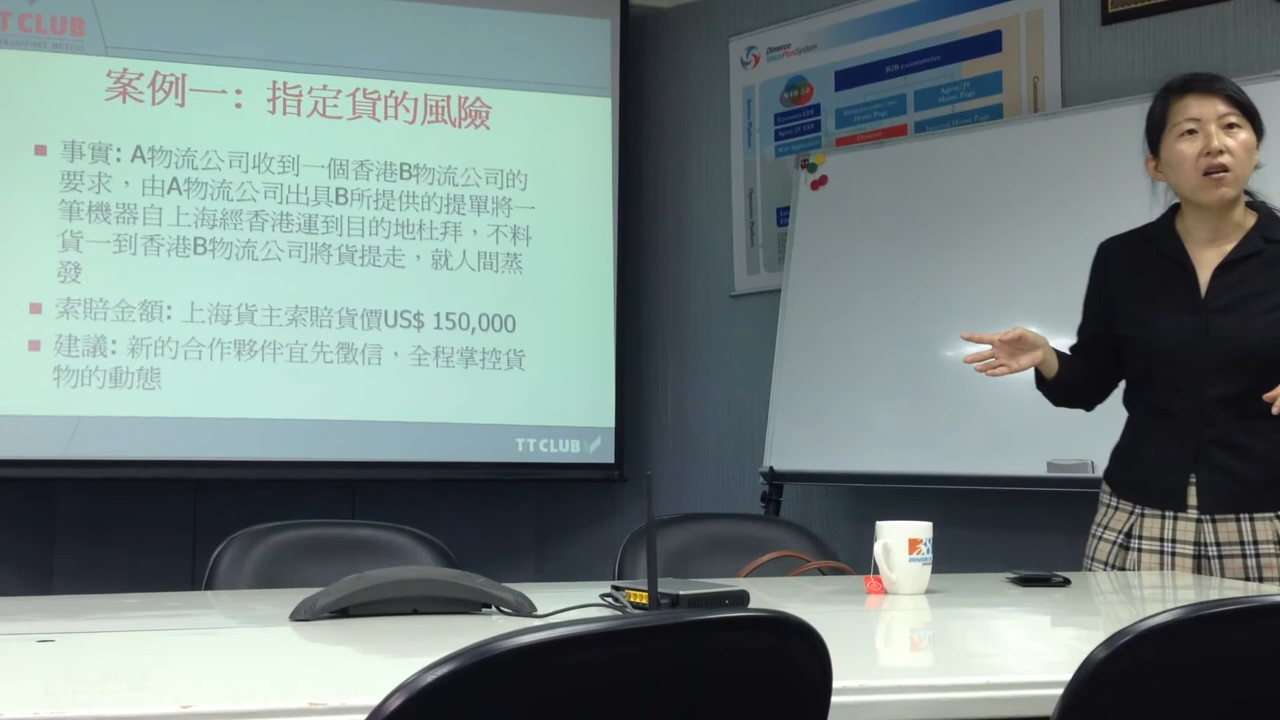 TT CLUB
案例一: 指定貨的風險
事實: A物流公司收到一個香港B物流公司的
要求，由A物流公司出具B所提供的提單將一
筆機器自上海經香港運到目的地杜拜，不料
貨一到香港B物流公司將貨提走，就人間蒸
發
索賠金額: 上海貨主索賠貨價US$ 150,000
建議: 新的合作夥伴宜先徵信，全程掌控貨
物的動態
TT CLUB
Dimerco
PlusSystem
B2B e-commerce
Agent/JV
Home Page
Home Page